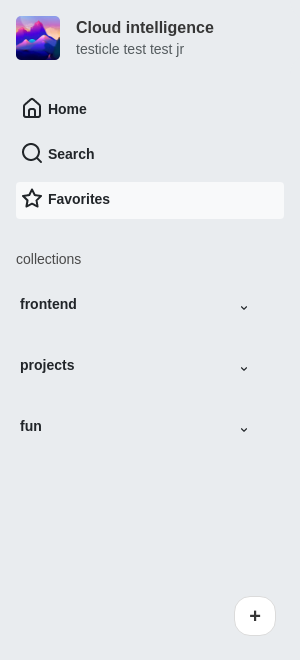 Cloud intelligence
testicle test test jr
Home
Search
Favorites
collections
frontend
projects
fun
+